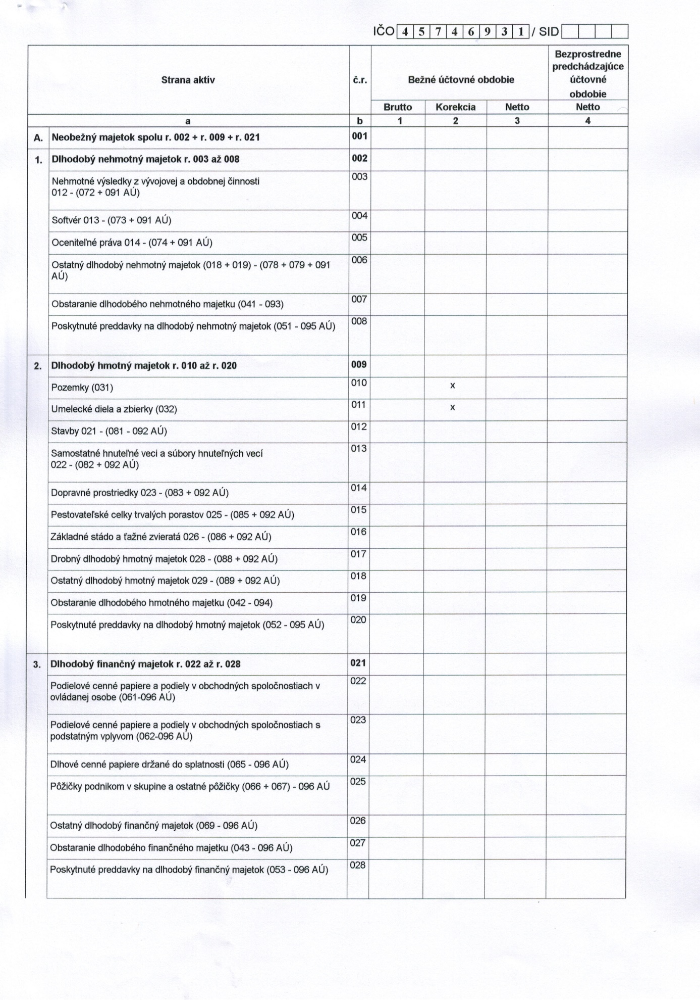 IČO 4 5 7 4 6 9 3 1 / SID
Strana aktív č.r. Bežné účtovné obdobie Bezprostredne
predchádzajúce
účtovné
obdobie
Brutto Korekcia Netto Netto
a b 1 2 3 4
A. Neobežný majetok spolu r. 002 + r. 009 + r. 021 001
1. Dlhodobý nehmotný majetok r. 003 až 008 002
Nehmotné výsledky z vývojovej a obdobnej činnosti 003
012 - (072 + 091 AÚ)
Softvér 013 - (073 + 091 AÚ) 004
Oceniteľné práva 014 - (074 + 091 AÚ) 005
Ostatný dlhodobý nehmotný majetok (018 + 019) - (078 + 079 + 091 006
AÚ)
Obstaranie dlhodobého nehmotného majetku (041 - 093) 007
Poskytnuté preddavky na dlhodobý nehmotný majetok (051 - 095 AÚ) 008
2. Dlhodobý hmotný majetok r. 010 až r. 020 009
Pozemky (031) 010 x
Umelecké diela a zbierky (032) 011 x
Stavby 021 - (081 - 092 AÚ) 012
Samostatné hnuteľné veci a súbory hnuteľných vecí 013
022 - (082 + 092 AÚ)
Dopravné prostriedky 023 - (083 + 092 AÚ) 014
Pestovateľské celky trvalých porastov 025 - (085 + 092 AÚ) 015
Základné stádo a ťažné zvieratá 026 - (086 + 092 AÚ) 016
Drobný dlhodobý hmotný majetok 028 - (088 + 092 AÚ) 017
Ostatný dlhodobý hmotný majetok 029 - (089 + 092 AÚ) 018
Obstaranie dlhodobého hmotného majetku (042 - 094) 019
Poskytnuté preddavky na dlhodobý hmotný majetok (052 - 095 AÚ) 020
3. Dlhodobý finančný majetok r. 022 až r. 028 021
Podielové cenné papiere a podiely v obchodných spoločnostiach v 022
ovládanej osobe (061-096 AÚ)
Podielové cenné papiere a podiely v obchodných spoločnostiach s 023
podstatným vplyvom (062-096 AÚ)
Dlhové cenné papiere držané do splatnosti (065 - 096 AÚ) 024
Pôžičky podnikom v skupine a ostatné pôžičky (066 + 067) - 096 AÚ 025
Ostatný dlhodobý finančný majetok (069 - 096 AÚ) 026
Obstaranie dlhodobého finančného majetku (043 - 096 AÚ) 027
Poskytnuté preddavky na dlhodobý finančný majetok (053 - 096 AÚ) 028